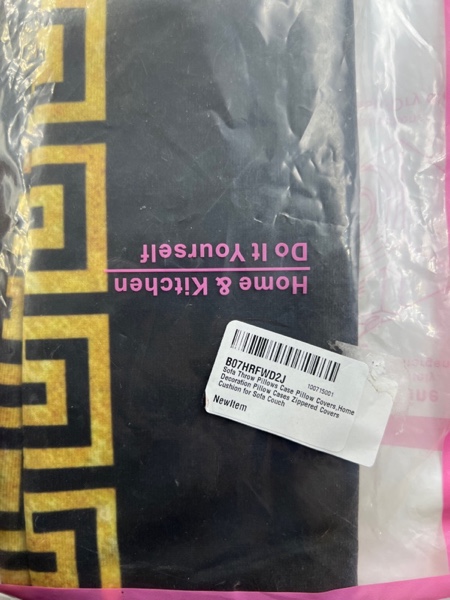 Home & Kitchen
Do It Yourself
B07HRFWD2J
100715001
Sofa Throw Pillows Case Pillow Covers,Home
Decoration Pillow Cases Zippered Covers
Cushion for Sofa Couch
NewItem